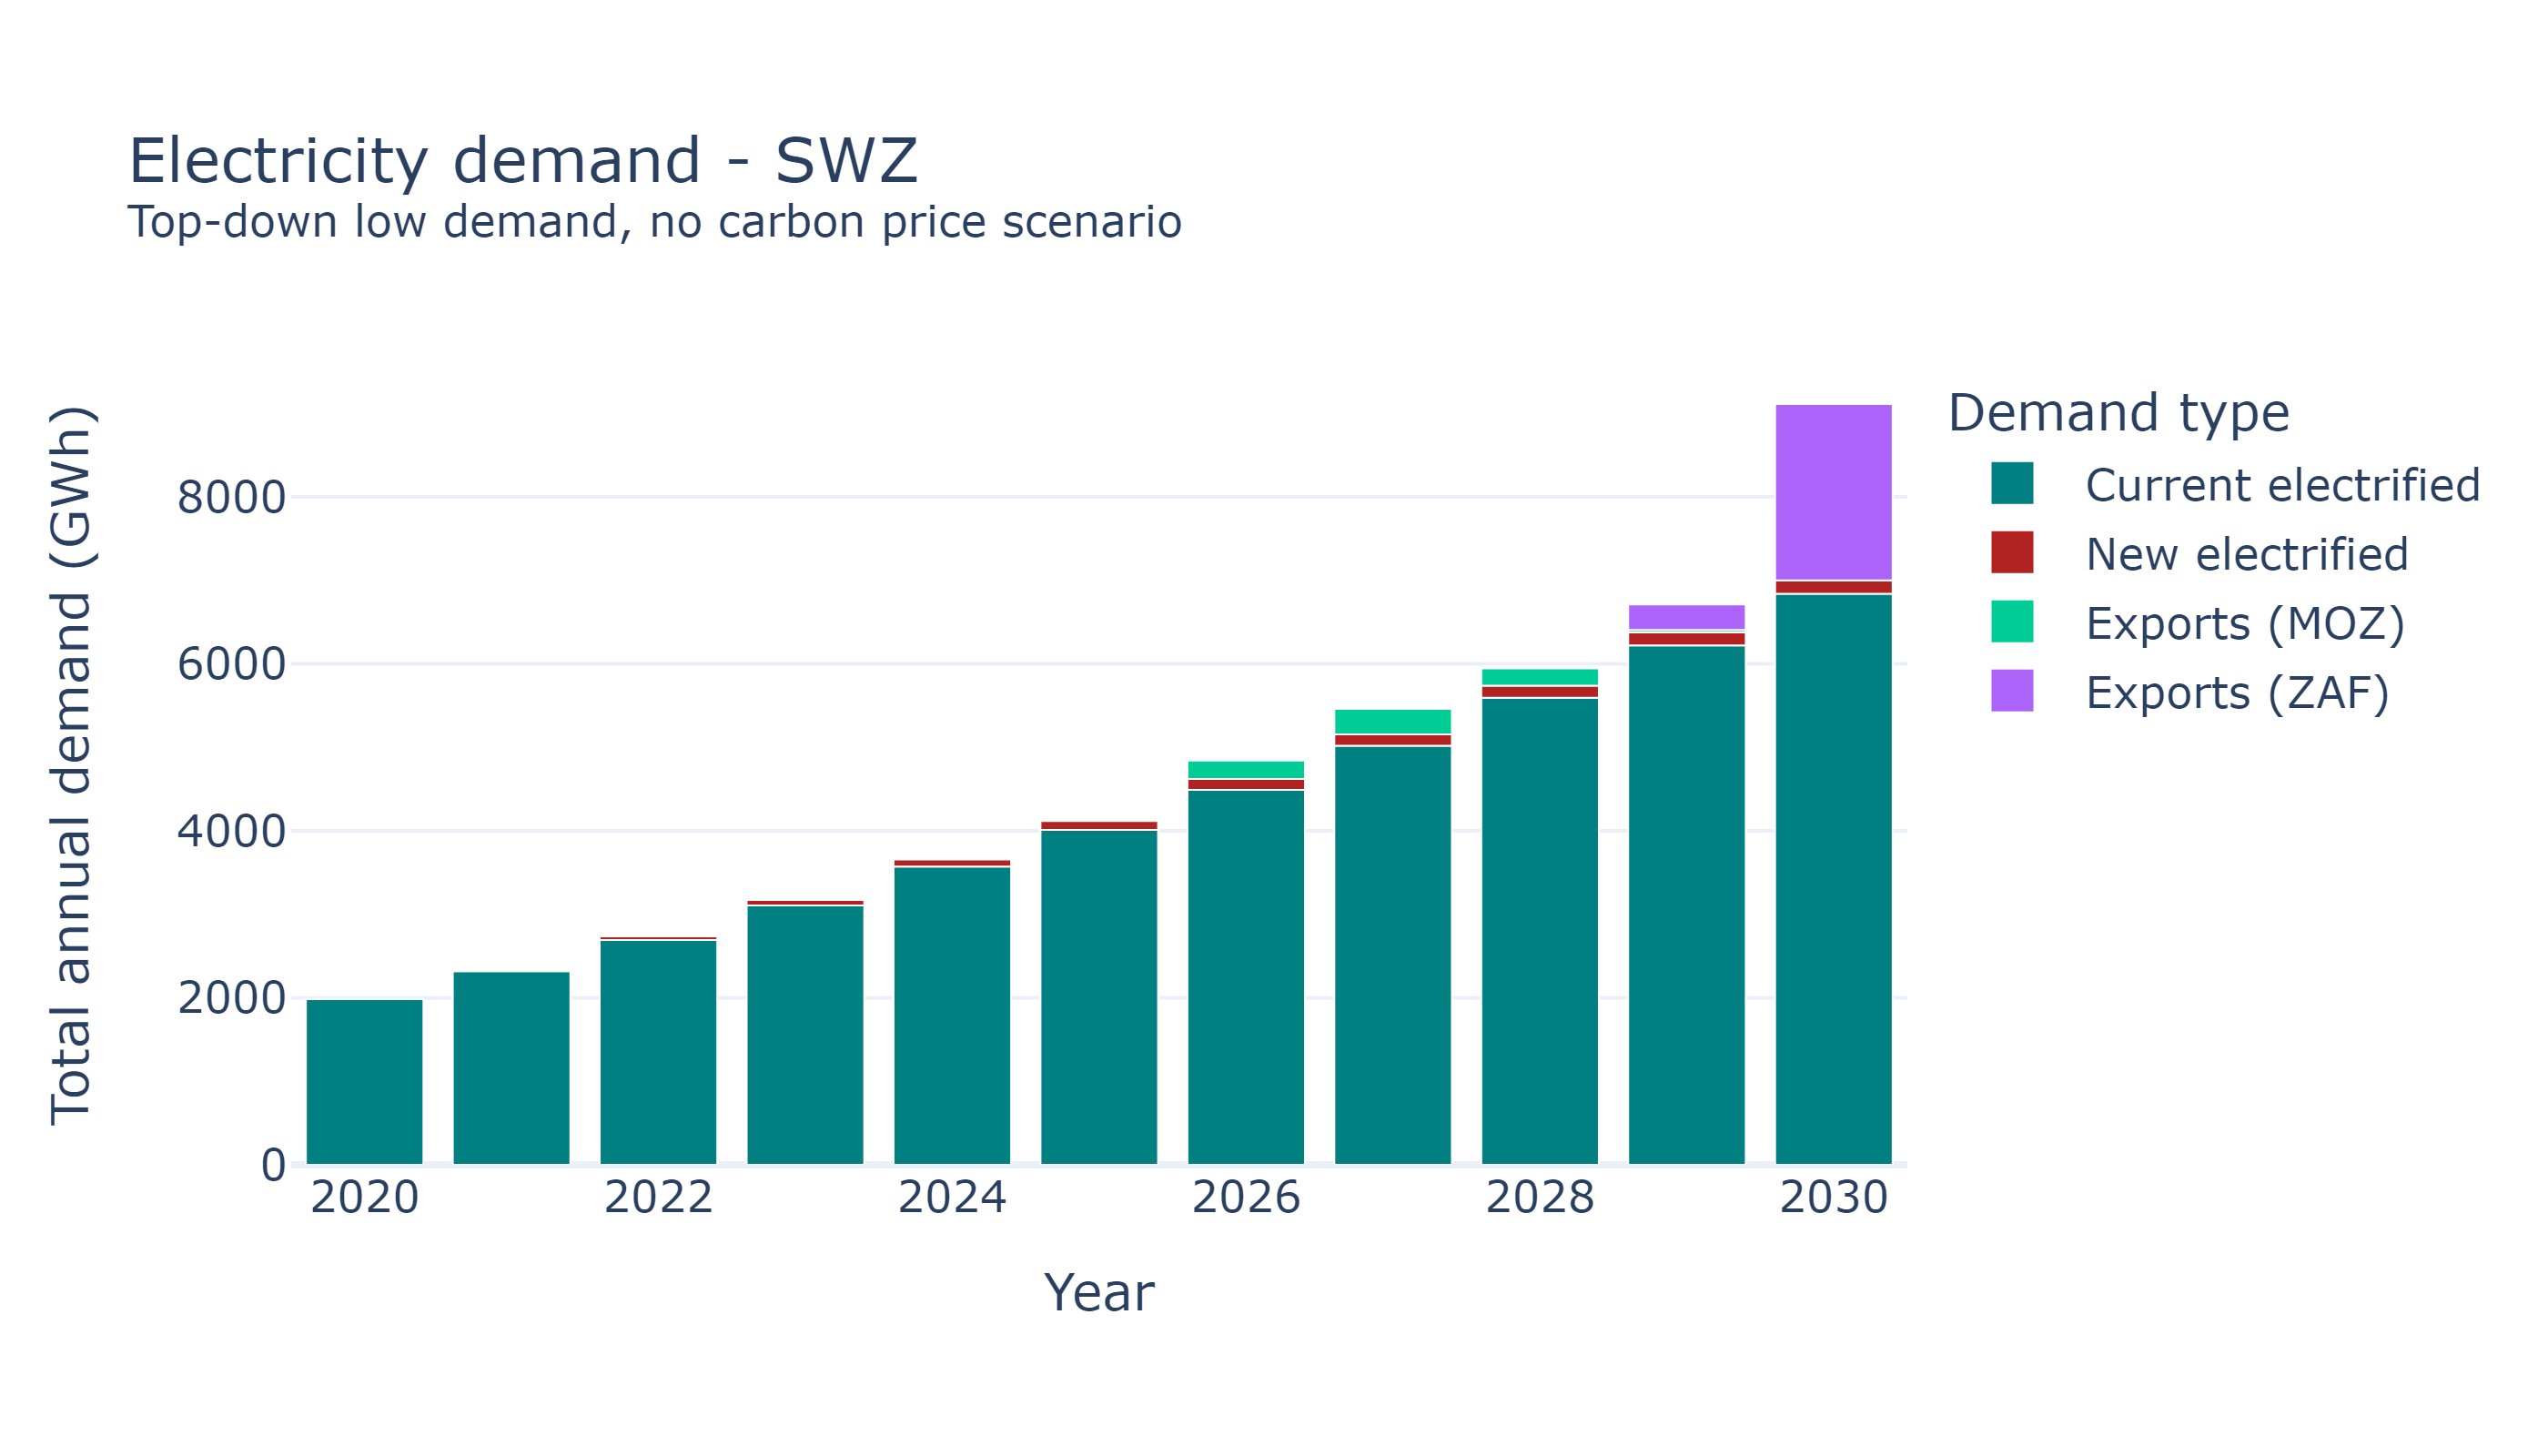 Electricity demand - SWZ
Top-down low demand, no carbon price scenario
Total annual demand (GWh)
8000
6000
4000
2000
0
2020
2022
2024
2026
2028
2030
Year
Demand type
Current electrified
New electrified
Exports (MOZ)
Exports (ZAF)